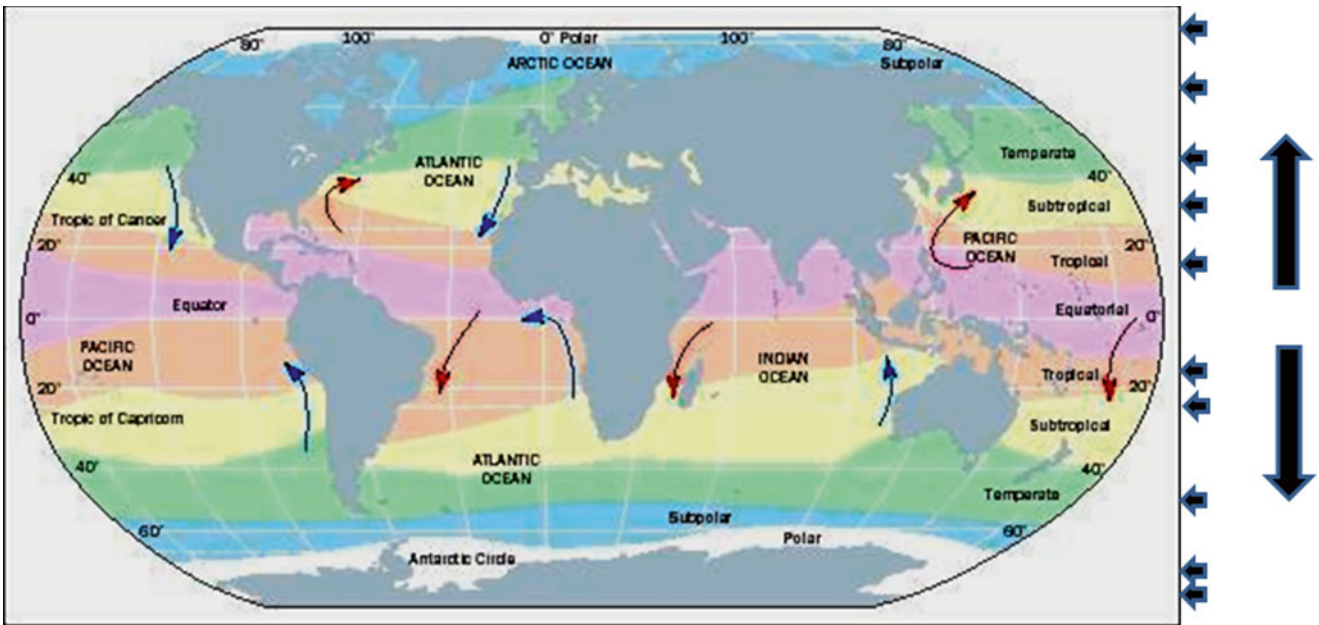 80° 100° 0° Polar 100° 80°
ARCTIC OCEAN
Subpolar
ATLANTIC
OCEAN
Temperate
40°
40°
Tropic of Cancer
Subtropical
20°
PACIFIC
OCEAN
20°
Tropical
Equator
Equatorial
0°
0°
PACIFIC
OCEAN
INDIAN
OCEAN
Tropical
20°
20°
Tropic of Capricorn
Subtropical
ATLANTIC
OCEAN
40°
40°
Temperate
Subpolar
60°
60°
Polar
Antarctic Circle